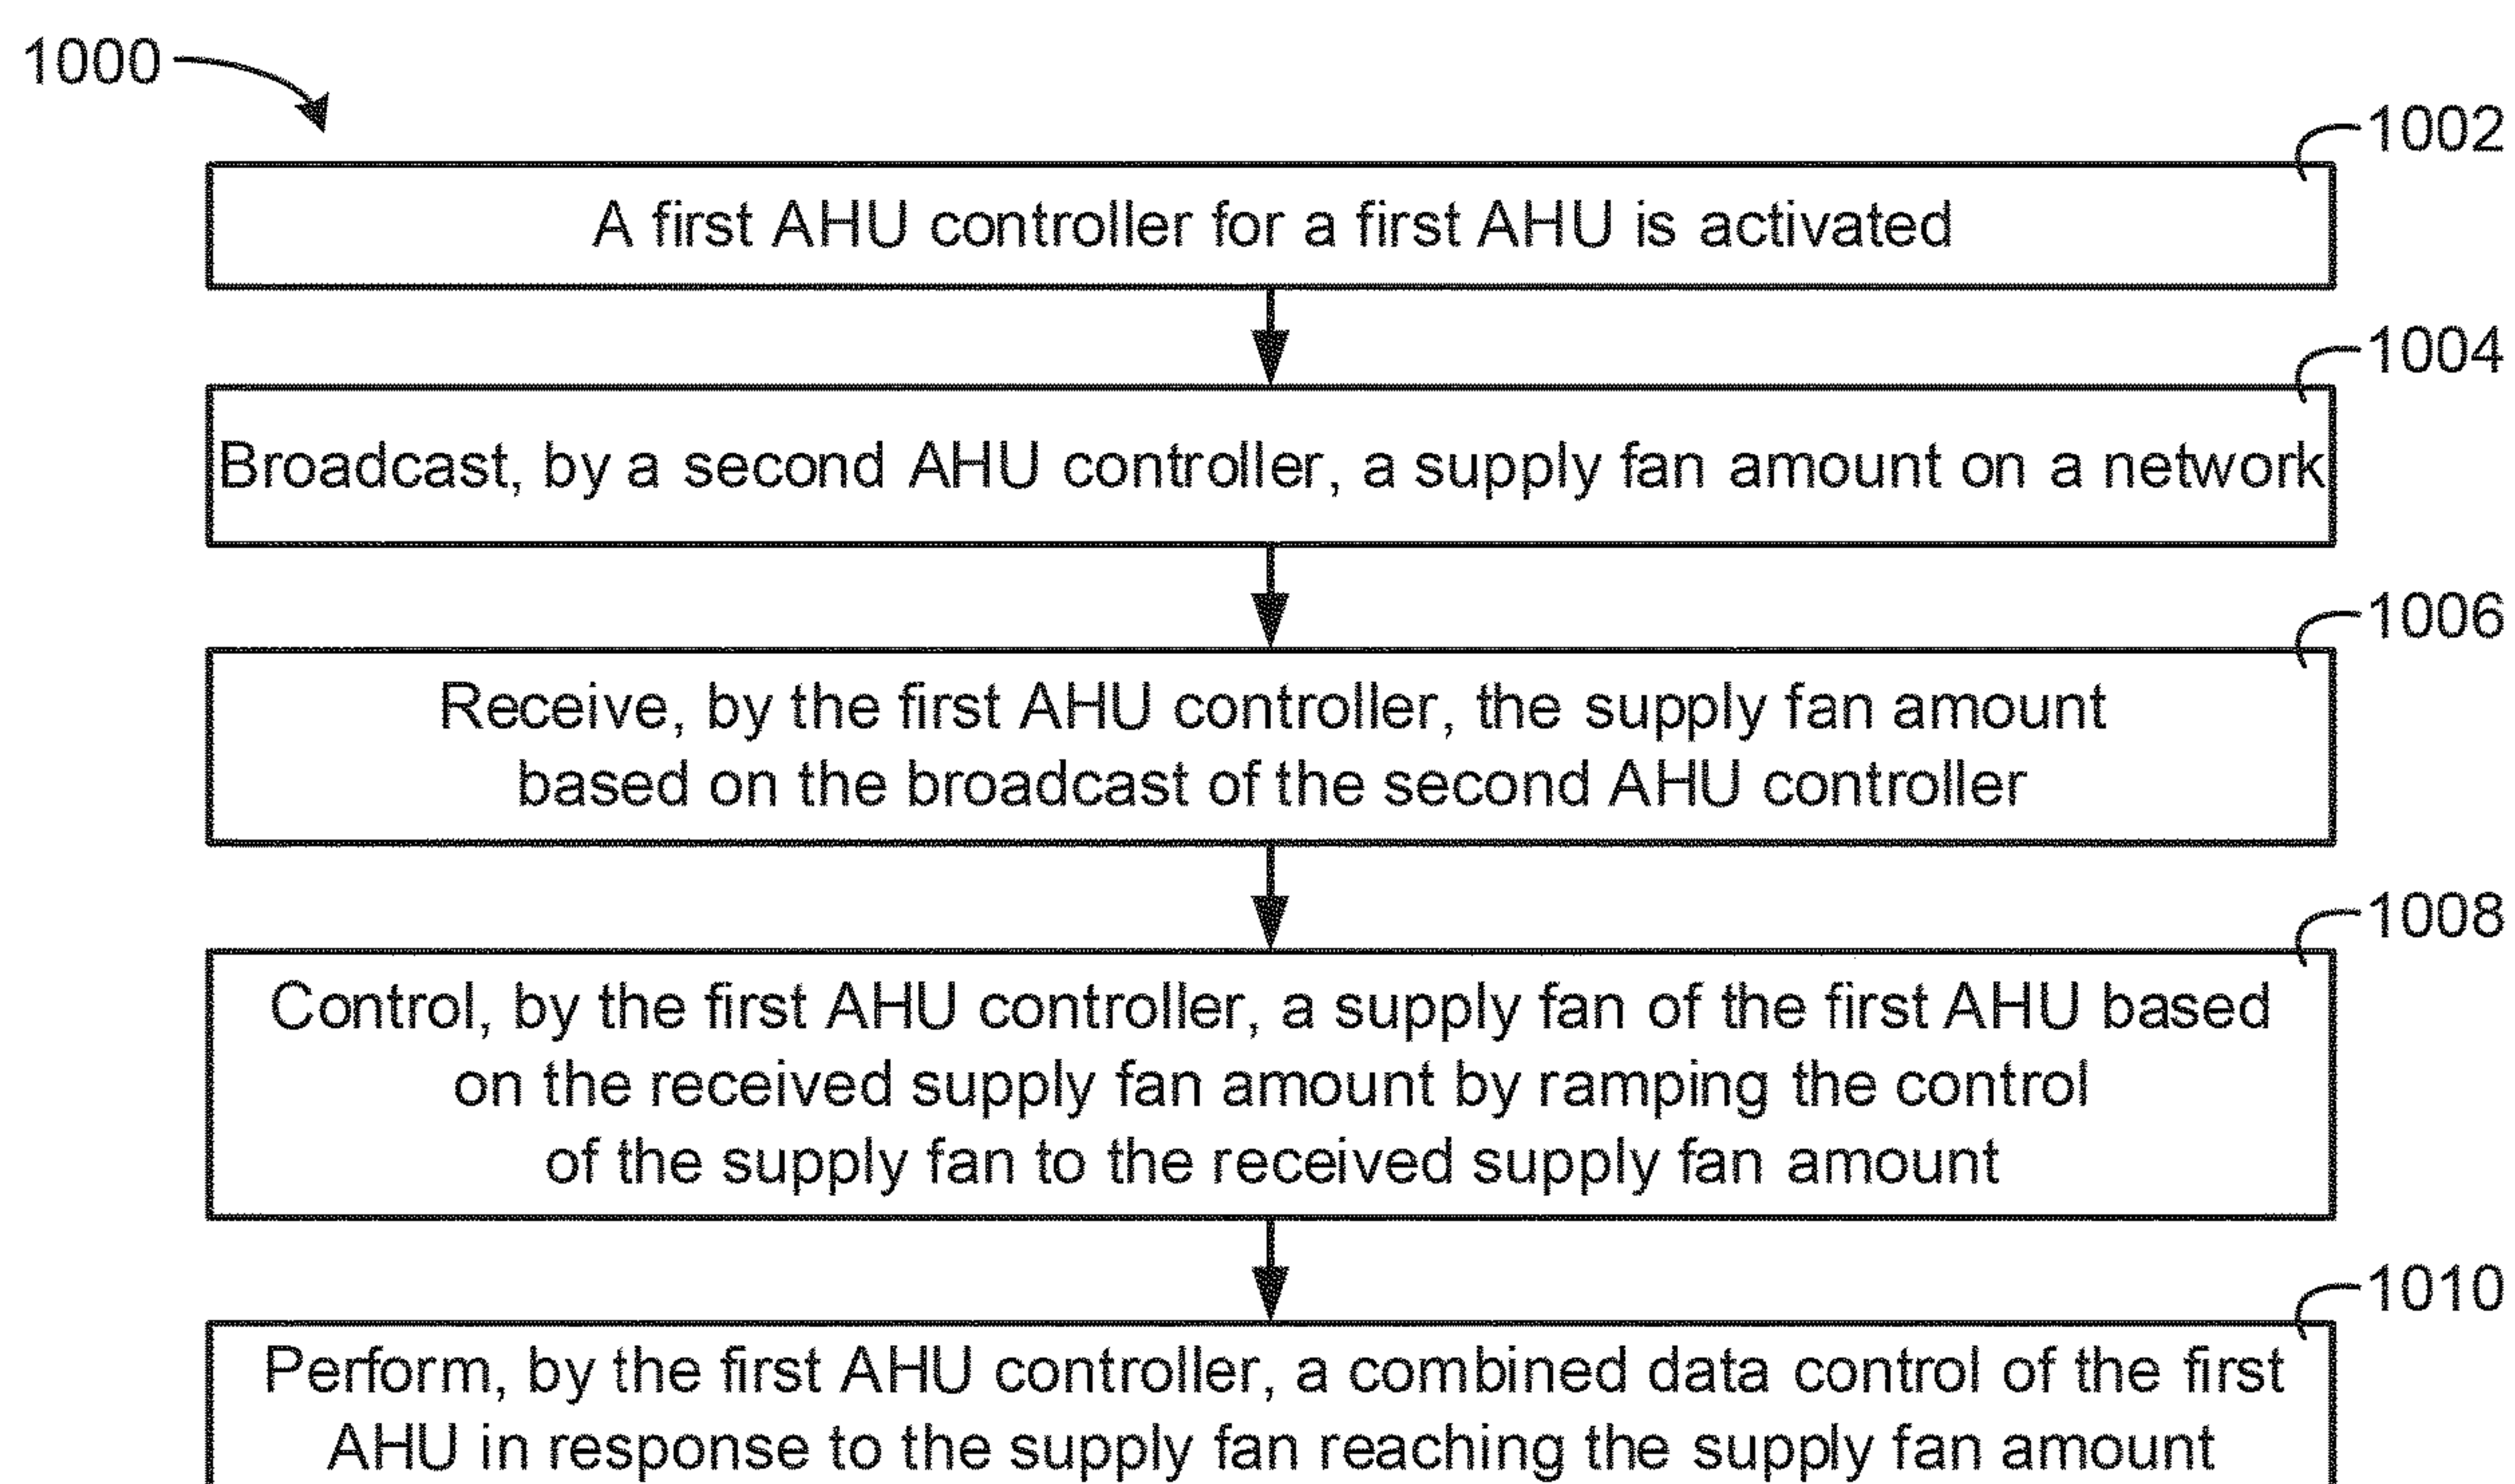 1000
1002
A first AHU controller for a first AHU is activated
1004
Broadcast, by a second AHU controller, a supply fan amount on a network
1006
Receive, by the first AHU controller, the supply fan amount
based on the broadcast of the second AHU controller
1008
Control, by the first AHU controller, a supply fan of the first AHU based
on the received supply fan amount by ramping the control
of the supply fan to the received supply fan amount
1010
Perform, by the first AHU controller, a combined data control of the first
AHU in response to the supply fan reaching the supply fan amount